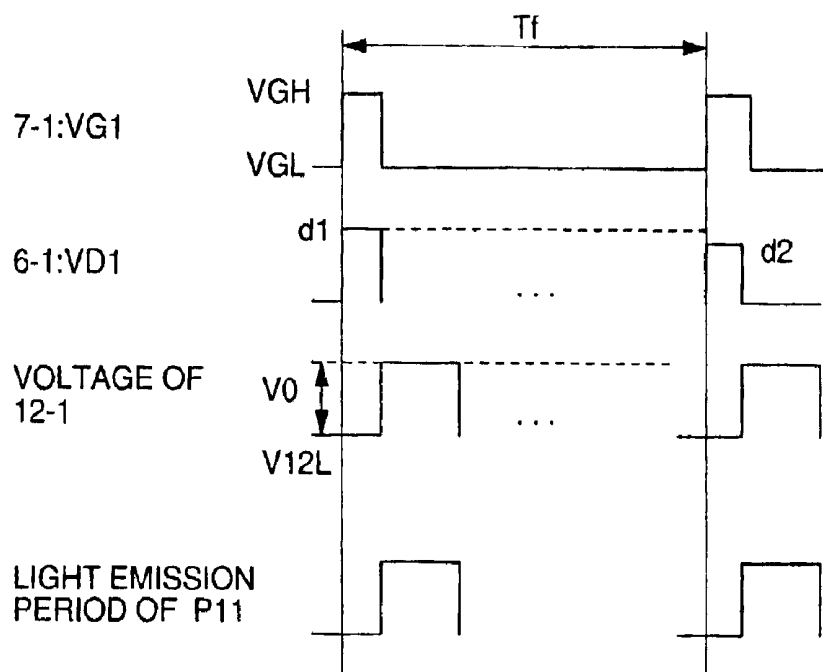 Tf
VGH
7-1:VG1
VGL
d1
6-1:VD1
d2
...
VOLTAGE OF
12-1
V0
...
V12L
LIGHT EMISSION
PERIOD OF P11